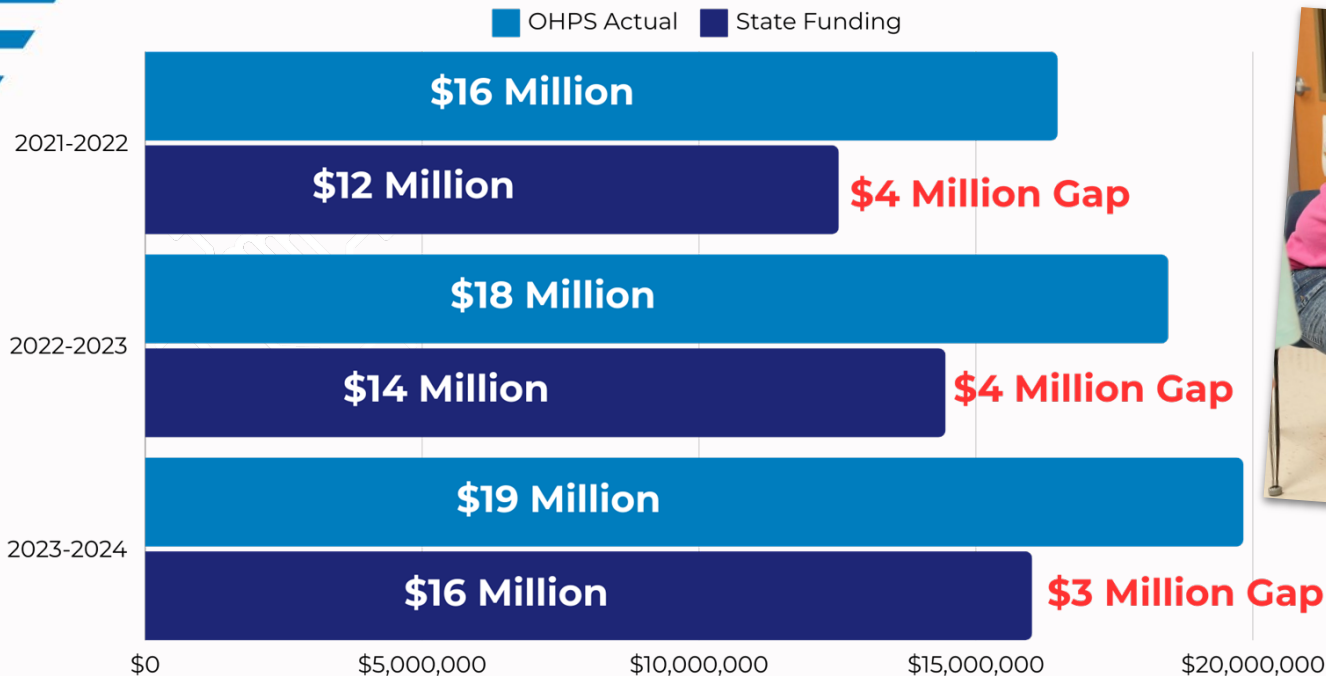 OHPS Actual State Funding
2021-2022
$16 Million
$12 Million
$4 Million Gap
2022-2023
$18 Million
$14 Million
$4 Million Gap
2023-2024
$19 Million
$16 Million
$3 Million Gap
$0 $5,000,000 $10,000,000 $15,000,000 $20,000,000